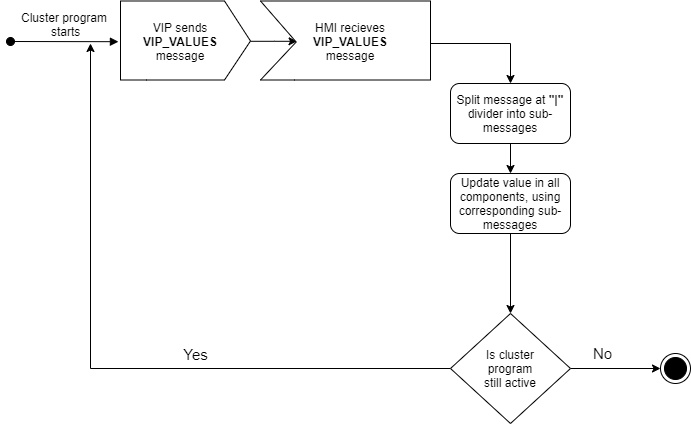 Cluster program
starts
VIP sends
VIP_VALUES
message
HMI recieves
VIP_VALUES
message
Split message at "|"
divider into sub-
messages
Update value in all
components, using
corresponding sub-
messages
Is cluster
program
still active
Yes
No